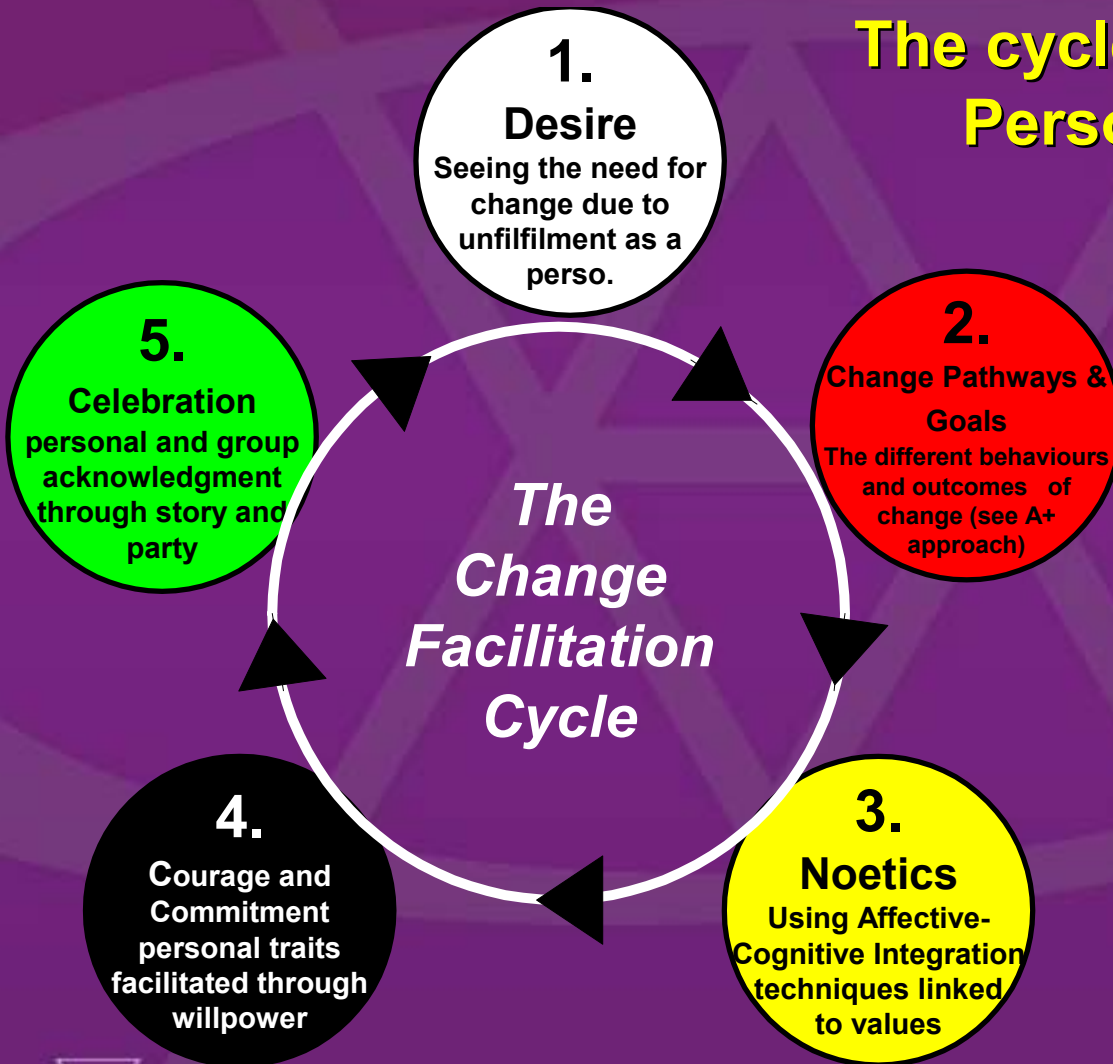 The cycle
Perso
1.
Desire
Seeing the need for
change due to
unfilfilment as a
perso.
2.
Change Pathways &
Goals
The different behaviours
and outcomes of
change (see A+
approach)
3.
Noetics
Using Affective-
Cognitive Integration
techniques linked
to values
4.
Courage and
Commitment
personal traits
facilitated through
willpower
5.
Celebration
personal and group
acknowledgment
through story and
party
The
Change
Facilitation
Cycle